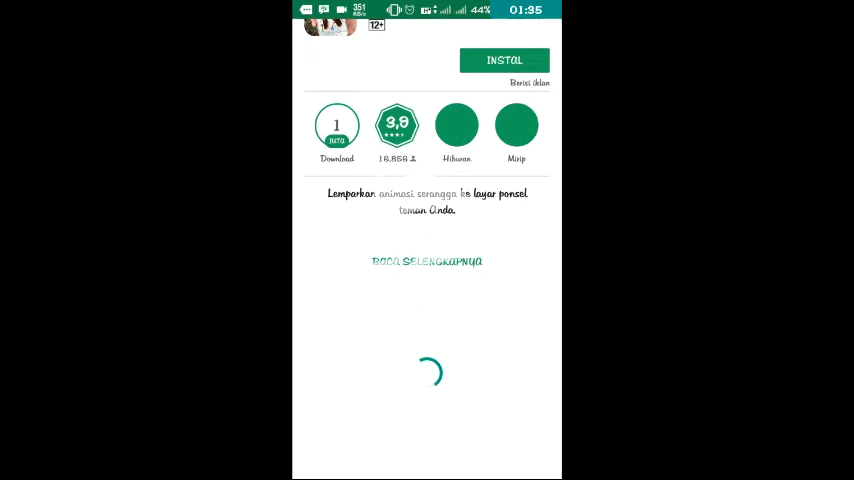 351
KB/s
44%
01:35
12+
INSTAL
Berisi iklan
1
JUTA
3,9
Download
16.856
Hiburan
Mirip
Lemparkan animasi serangga ke layar ponsel
teman Anda.
BACA SELENGKAPNYA